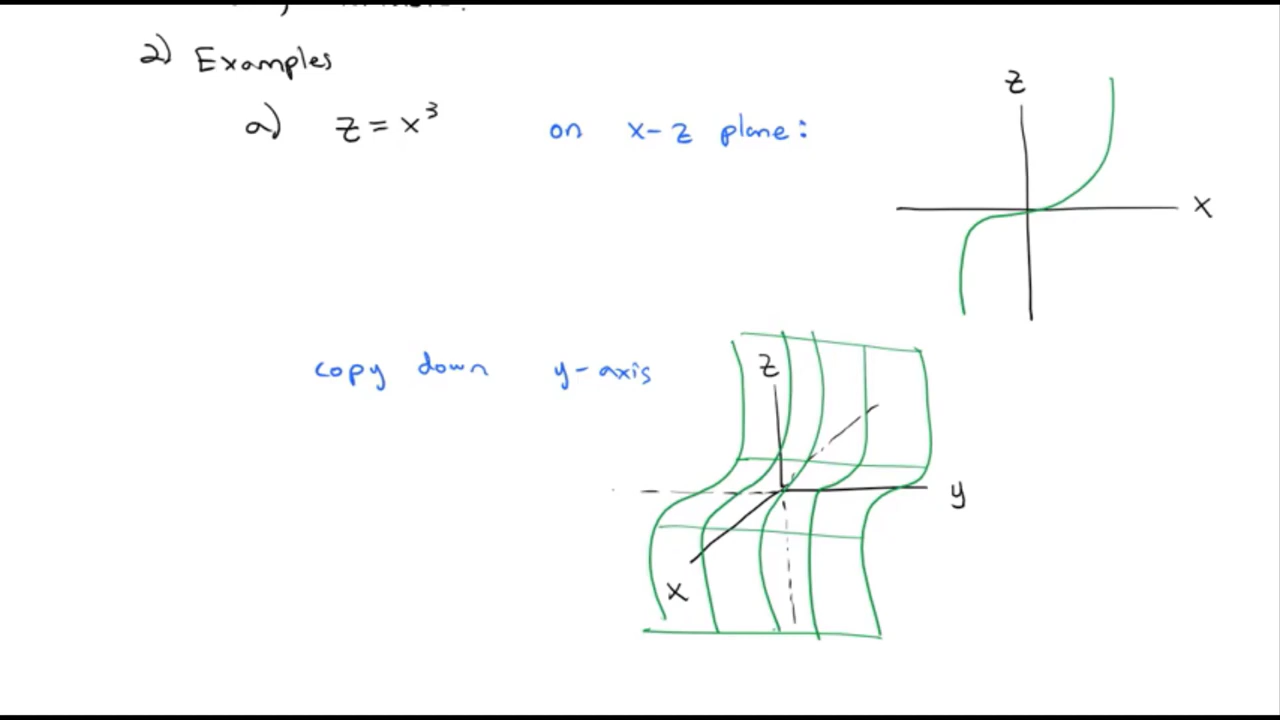 2) Examples
a) z = x³ on x-z plane:
z
x
copy down y-axis
z
y
x